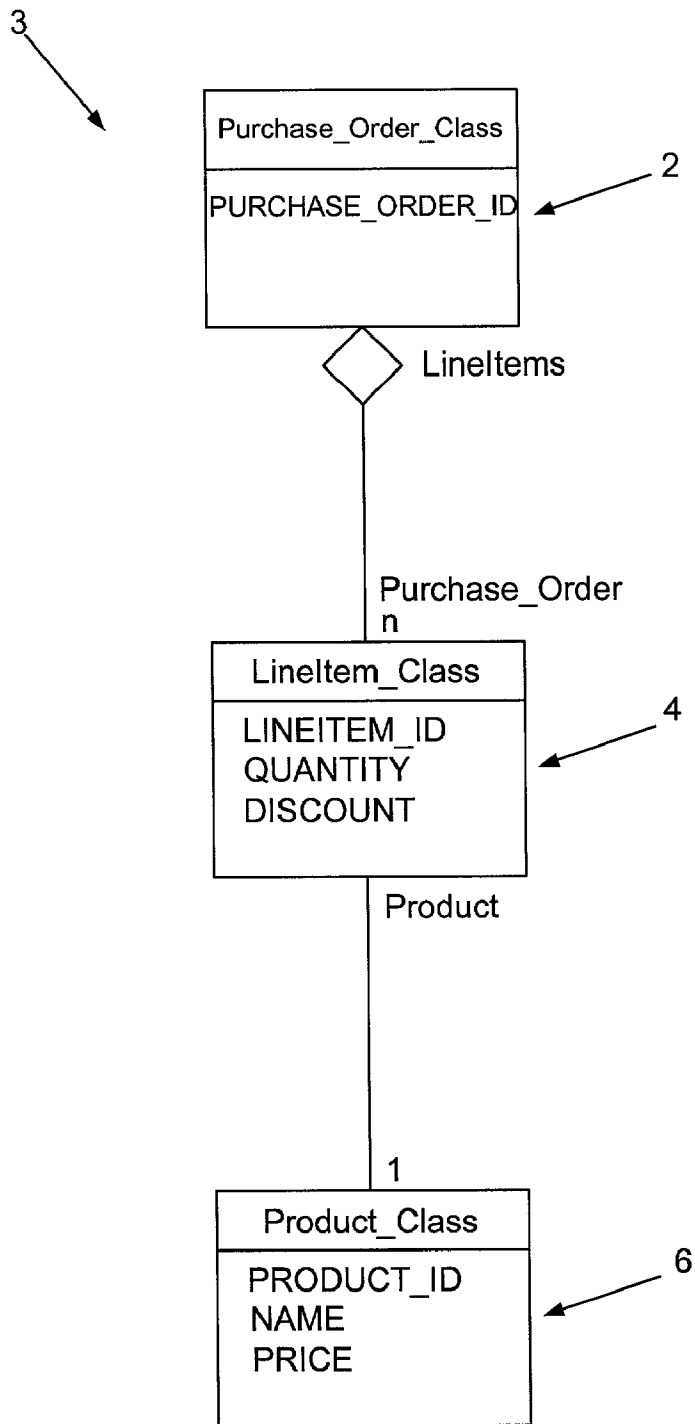 3
Purchase_Order_Class
2
PURCHASE_ORDER_ID
LineItems
Purchase_Order
n
LineItem_Class
4
LINEITEM_ID
QUANTITY
DISCOUNT
Product
1
Product_Class
6
PRODUCT_ID
NAME
PRICE